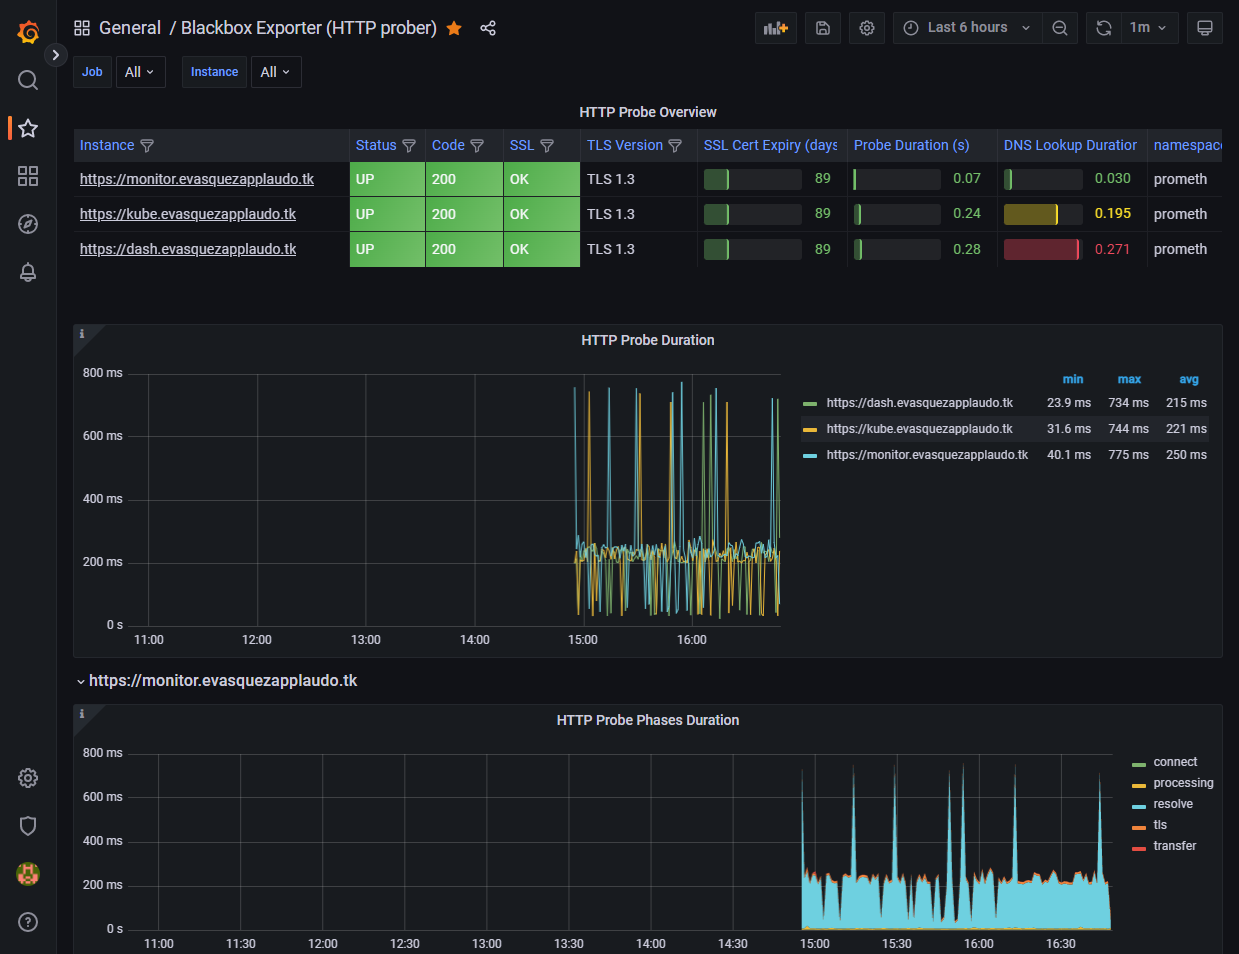 General / Blackbox Exporter (HTTP prober)
Last 6 hours
1m
Job
All
Instance
All
HTTP Probe Overview
Instance Status Code SSL TLS Version SSL Cert Expiry (days Probe Duration (s) DNS Lookup Duration namespace
https://monitor.evasquezapplaudo.tk UP 200 OK TLS 1.3 89 0.07 0.030 prometh
https://kube.evasquezapplaudo.tk UP 200 OK TLS 1.3 89 0.24 0.195 prometh
https://dash.evasquezapplaudo.tk UP 200 OK TLS 1.3 89 0.28 0.271 prometh
i
HTTP Probe Duration
800 ms
600 ms
400 ms
200 ms
0 s
11:00 12:00 13:00 14:00 15:00 16:00
min max avg
https://dash.evasquezapplaudo.tk 23.9 ms 734 ms 215 ms
https://kube.evasquezapplaudo.tk 31.6 ms 744 ms 221 ms
https://monitor.evasquezapplaudo.tk 40.1 ms 775 ms 250 ms
https://monitor.evasquezapplaudo.tk
i
HTTP Probe Phases Duration
800 ms
600 ms
400 ms
200 ms
0 s
11:00 11:30 12:00 12:30 13:00 13:30 14:00 14:30 15:00 15:30 16:00 16:30
connect
processing
resolve
tls
transfer